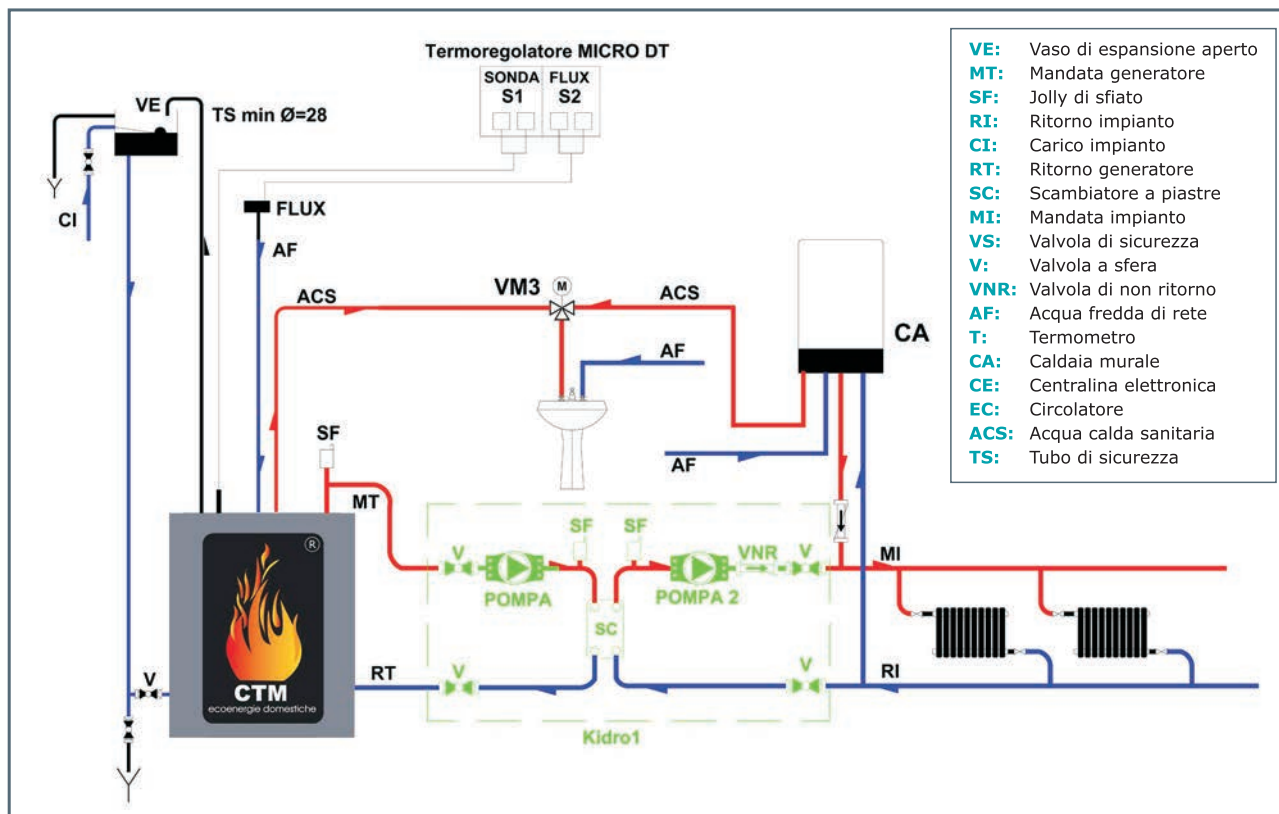 Termoregolatore MICRO DT
SONDA FLUX
S1 S2
VE
TS min Ø=28
CI
FLUX
AF
ACS
VM3
M
ACS
CA
AF
AF
SF
MT
V
POMPA
SF
SF
POMPA 2
VNR
V
MI
SC
RT
V
V
RI
Kidro1
V
®
CTM
ecoenergie domestiche
VE: Vaso di espansione aperto
MT: Mandata generatore
SF: Jolly di sfiato
RI: Ritorno impianto
CI: Carico impianto
RT: Ritorno generatore
SC: Scambiatore a piastre
MI: Mandata impianto
VS: Valvola di sicurezza
V: Valvola a sfera
VNR: Valvola di non ritorno
AF: Acqua fredda di rete
T: Termometro
CA: Caldaia murale
CE: Centralina elettronica
EC: Circolatore
ACS: Acqua calda sanitaria
TS: Tubo di sicurezza